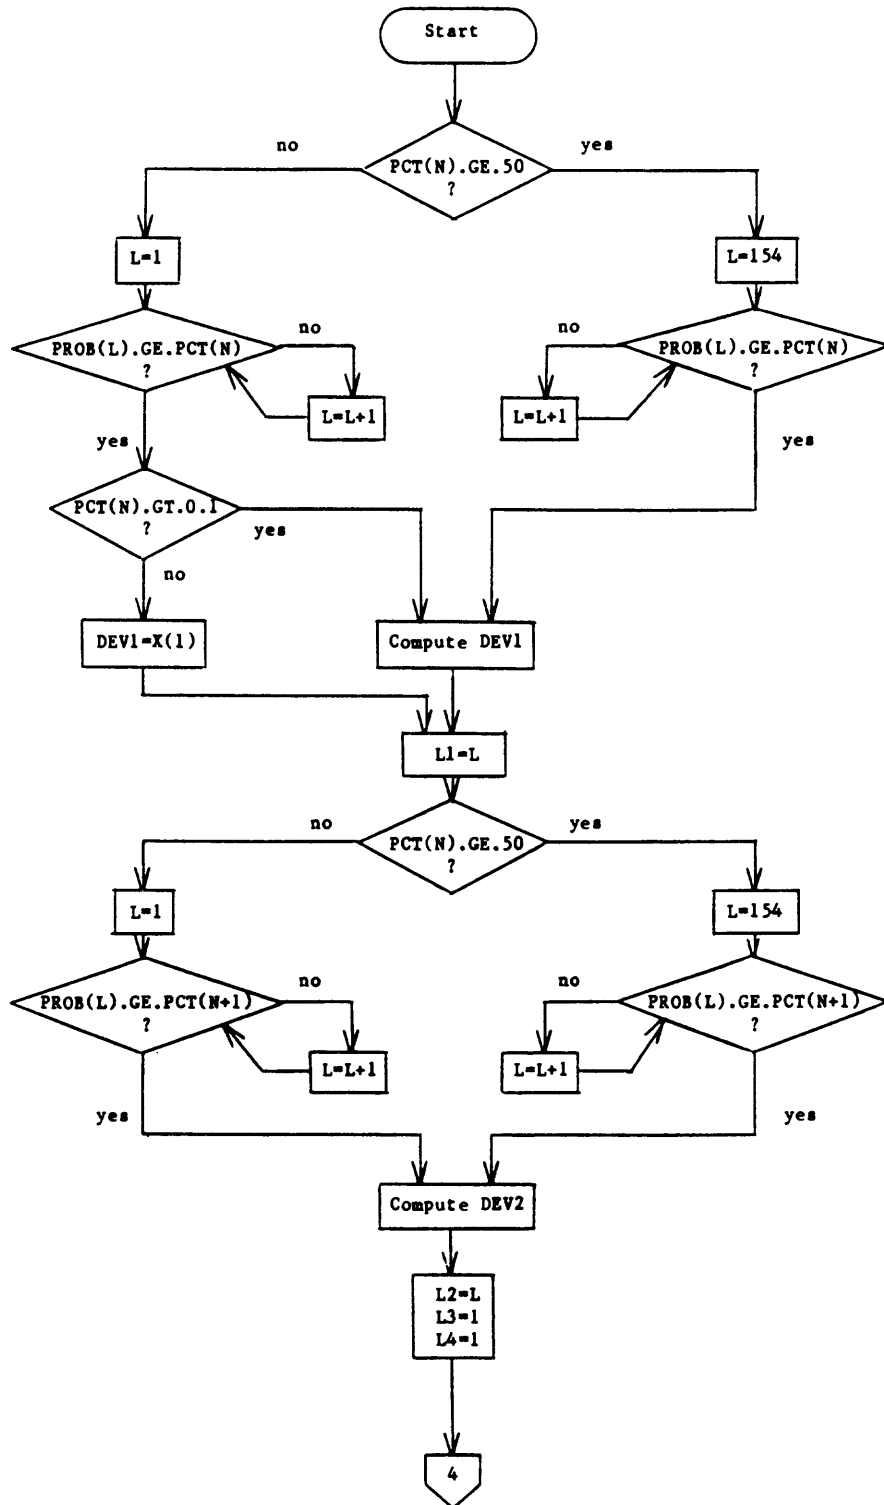 Start
no
yes
PCT(N).GE.50
?
L=1
L=154
PROB(L).GE.PCT(N)
?
no
L=L+1
no
PROB(L).GE.PCT(N)
?
L=L+1
yes
yes
PCT(N).GT.0.1
?
yes
no
DEV1=X(1)
Compute DEV1
L1=L
no
yes
PCT(N).GE.50
?
L=1
L=154
PROB(L).GE.PCT(N+1)
?
no
L=L+1
no
PROB(L).GE.PCT(N+1)
?
L=L+1
yes
yes
Compute DEV2
L2=L
L3=1
L4=1
4